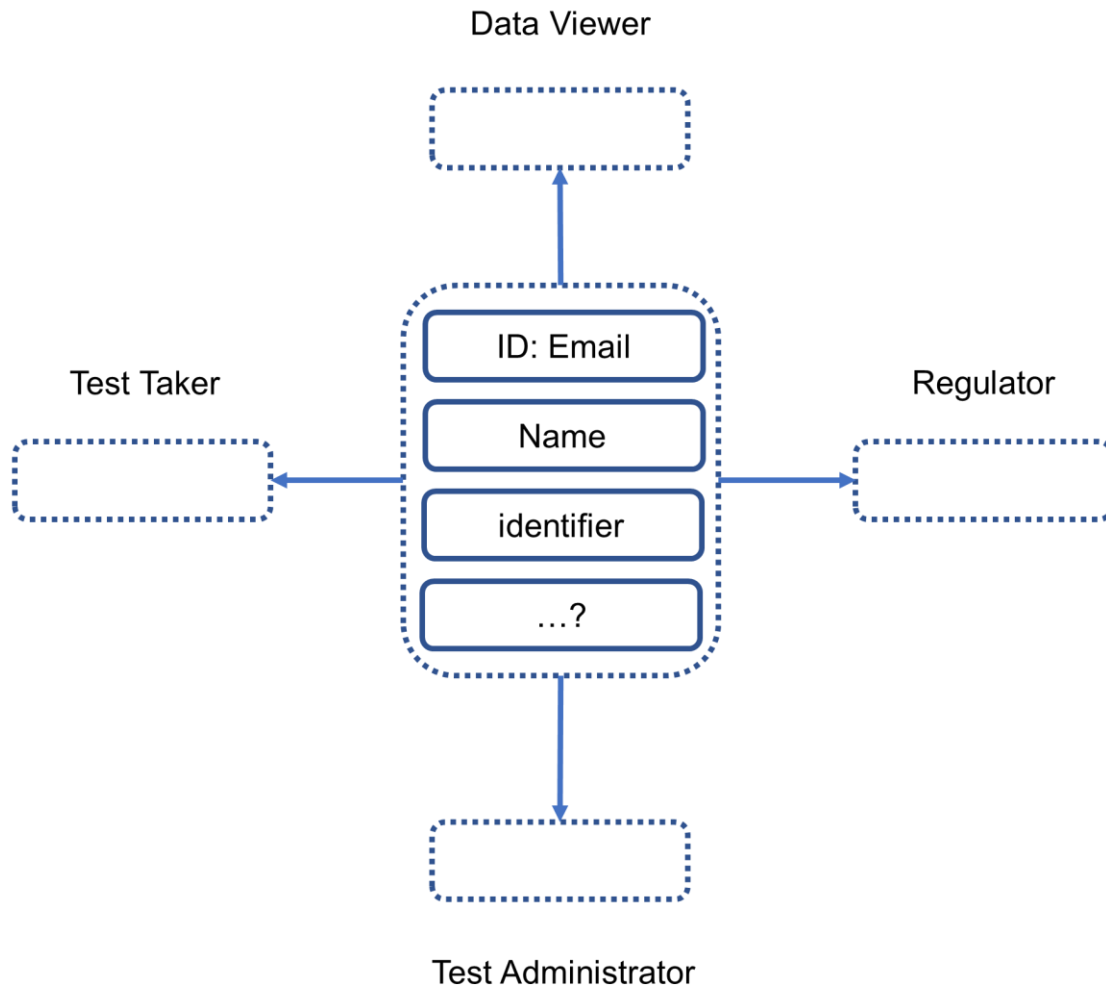 Data Viewer
ID: Email
Test Taker
Regulator
Name
identifier
...?
Test Administrator